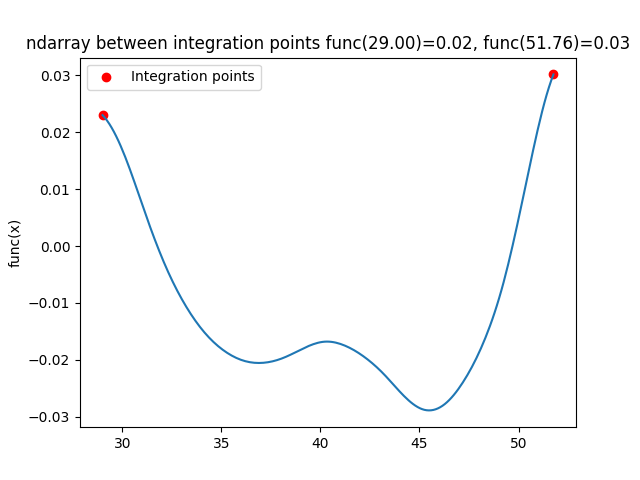 ndarray between integration points func(29.00)=0.02, func(51.76)=0.03
Integration points
func(x)
0.03
0.02
0.01
0.00
−0.01
−0.02
−0.03
30 35 40 45 50